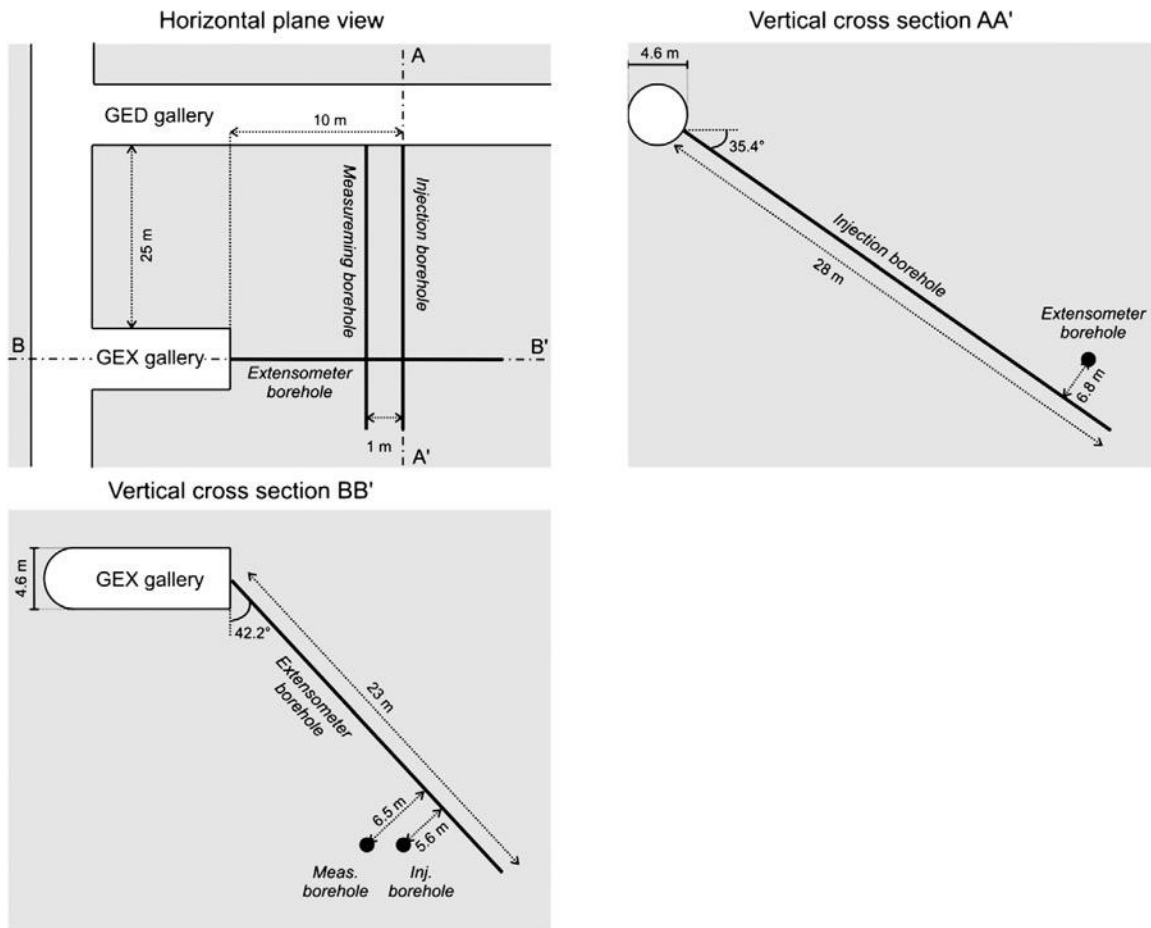 Horizontal plane view
A
GED gallery
10 m
25 m
Measureming borehole
Injection borehole
B
GEX gallery
B'
Extensometer
borehole
1 m
A'
Vertical cross section AA'
4.6 m
35.4°
Injection borehole
28 m
Extensometer
borehole
6.8 m
Vertical cross section BB'
4.6 m
GEX gallery
42.2°
Extensometer
borehole
23 m
6.5 m
5.6 m
Meas.
borehole
Inj.
borehole